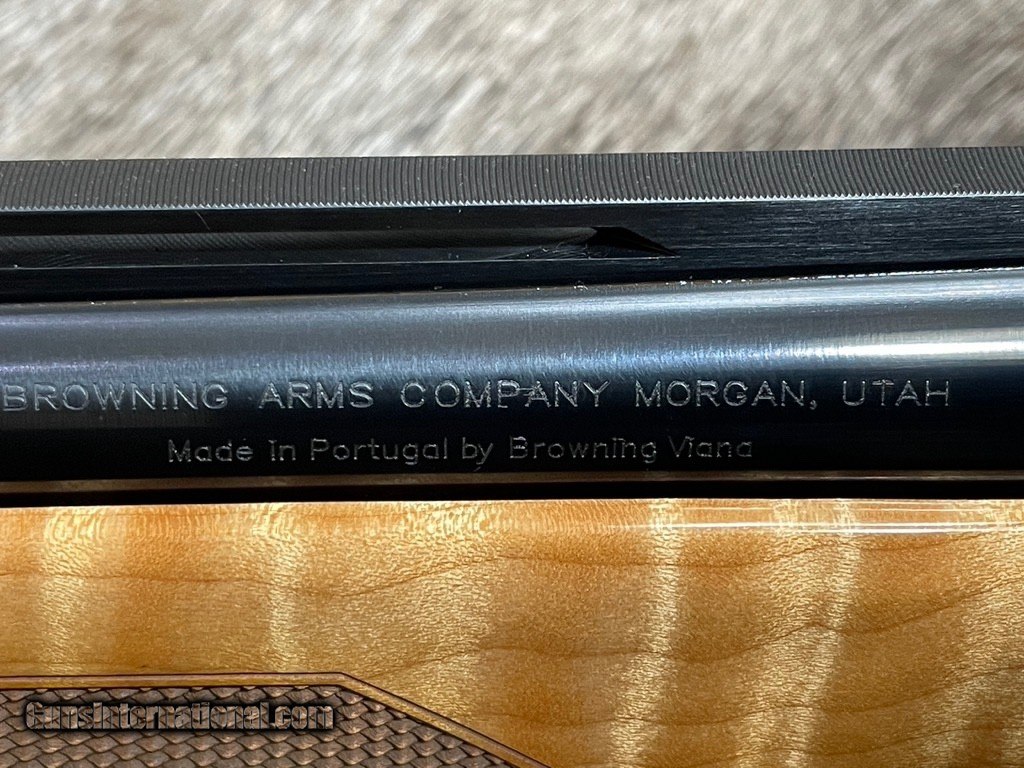 BROWNING ARMS COMPANY MORGAN, UTAH
Made in Portugal by Browning Viana
GunsInternational.com